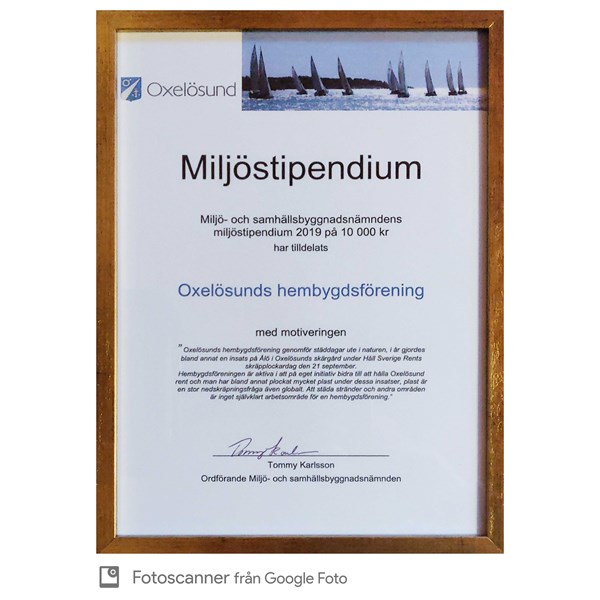 Oxelösund
Miljöstipendium
Miljö- och samhällsbyggnadsnämndens
miljöstipendium 2019 på 10 000 kr
har tilldelats
Oxelösunds hembygdsförening
med motiveringen
"Oxelösunds hembygdsförening genomför städdagar ute i naturen, i år gjordes
bland annat en insats på Ålö i Oxelösunds skärgård under Håll Sverige Rents
skräpplockardag den 21 september.
Hembygdsföreningen är aktiva i att på eget initiativ bidra till att hålla Oxelösund
rent och man har bland annat plockat mycket plast under dessa insatser, plast är
en stor nedskräpningsfråga även globalt. Att städa stränder och andra områden
är inget självklart arbetsområde för en hembygdsförening."
Tommy Karlsson
Ordförande Miljö- och samhällsbyggnadsnämnden
Fotoscanner från Google Foto